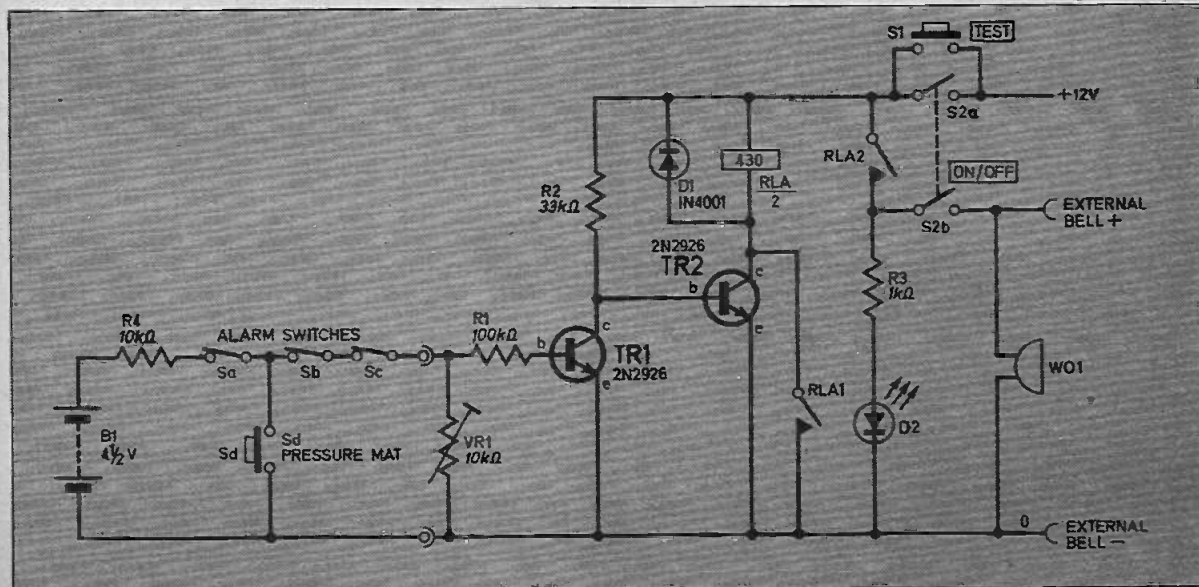 S1 TEST
+12V
S2a
RLA2
ON/OFF
S2b
EXTERNAL
BELL+
R2
33kΩ
D1
IN4001
430
RLA
2
2N2926
TR2
b
c
e
R3
1kΩ
R4
10kΩ
ALARM SWITCHES
Sa
Sb
Sc
R1
100kΩ
b
c
e
TR1
2N2926
RLA1
WO1
D2
B1
4½V
Sd
Sd
PRESSURE MAT
VR1
10kΩ
0
EXTERNAL
BELL−